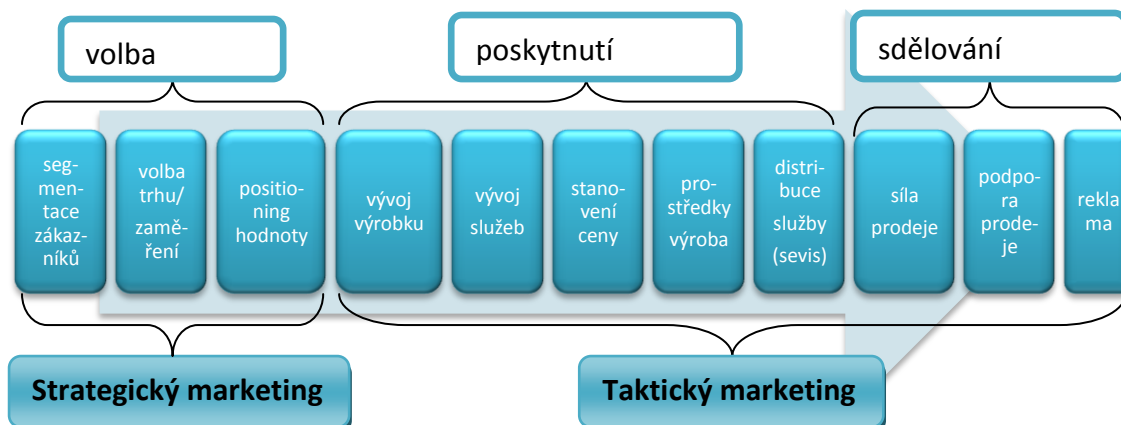 volba
poskytnutí
sdělování
seg-
men-
tace
zákaz-
níků
volba
trhu/
zamě-
ření
positio-
ning
hodnoty
vývoj
výrobku
vývoj
služeb
stano-
vení
ceny
pro-
středky
výroba
distri-
buce
služby
(sevis)
síla
prodeje
podpo-
ra
prode-
je
rekla
ma
Strategický marketing
Taktický marketing